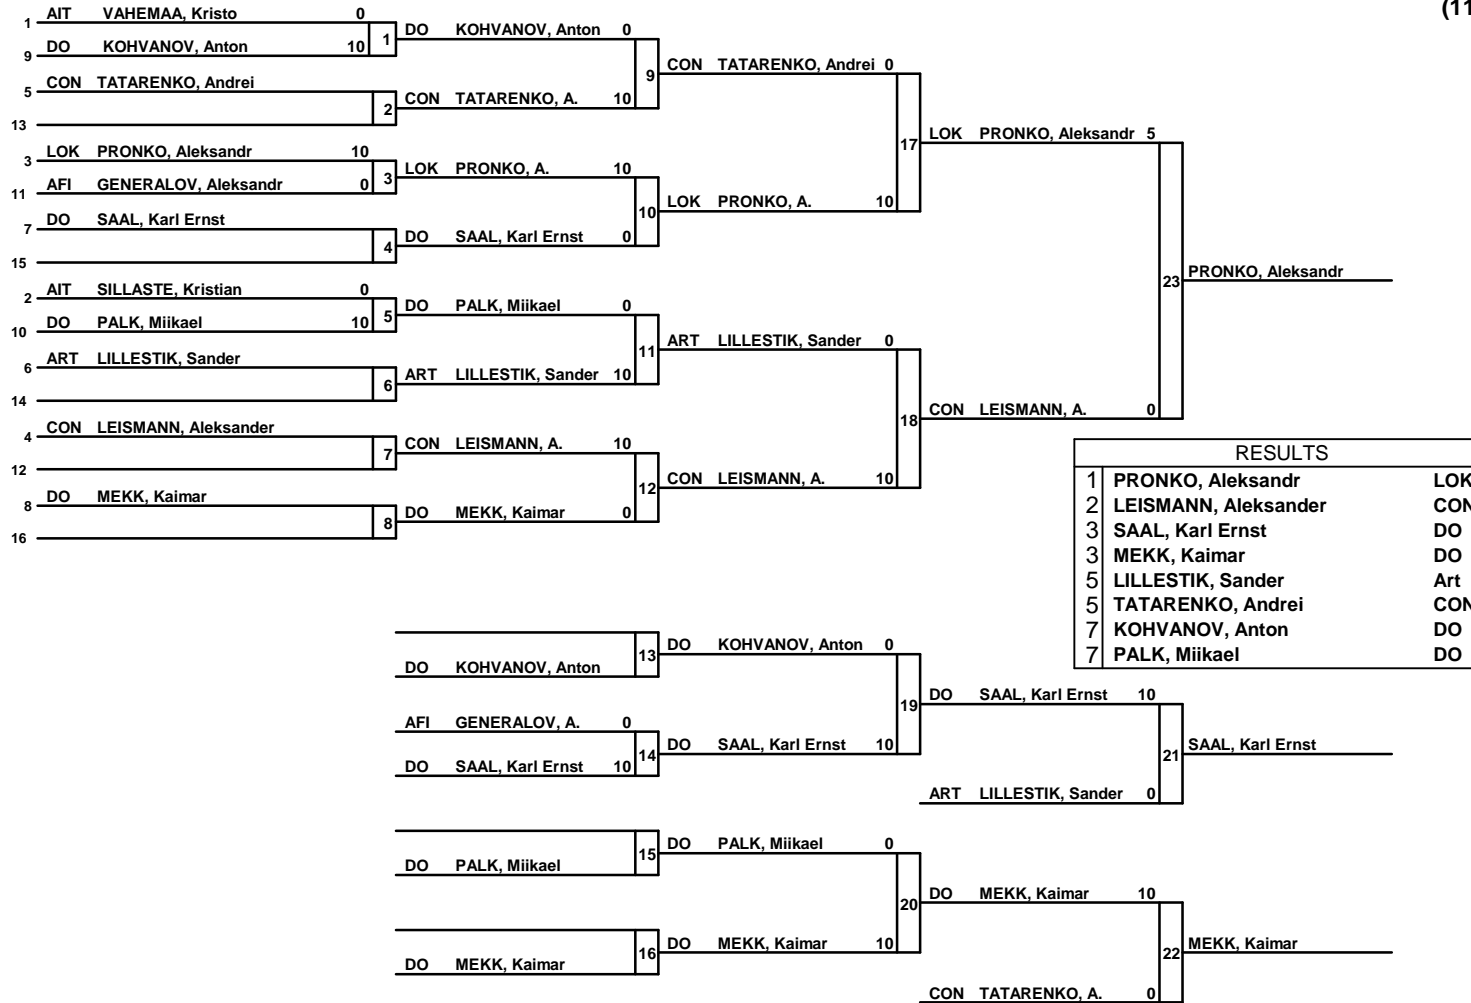 (11
1 AIT VAHEMAA, Kristo 0
9 DO KOHVANOV, Anton 10
1
DO KOHVANOV, Anton 0
5 CON TATARENKO, Andrei
13
2
CON TATARENKO, A. 10
9
CON TATARENKO, Andrei 0
3 LOK PRONKO, Aleksandr 10
11 AFI GENERALOV, Aleksandr 0
3
LOK PRONKO, A. 10
7 DO SAAL, Karl Ernst
15
4
DO SAAL, Karl Ernst 0
10
LOK PRONKO, A. 10
17
LOK PRONKO, Aleksandr 5
2 AIT SILLASTE, Kristian 0
10 DO PALK, Miikael 10
5
DO PALK, Miikael 0
6 ART LILLESTIK, Sander
14
6
ART LILLESTIK, Sander 10
11
ART LILLESTIK, Sander 0
4 CON LEISMANN, Aleksander
12
7
CON LEISMANN, A. 10
8 DO MEKK, Kaimar
16
8
DO MEKK, Kaimar 0
12
CON LEISMANN, A. 10
18
CON LEISMANN, A. 0
23
PRONKO, Aleksandr
RESULTS
1 PRONKO, Aleksandr LOK
2 LEISMANN, Aleksander CON
3 SAAL, Karl Ernst DO
3 MEKK, Kaimar DO
5 LILLESTIK, Sander Art
5 TATARENKO, Andrei CON
7 KOHVANOV, Anton DO
7 PALK, Miikael DO
DO KOHVANOV, Anton
13
DO KOHVANOV, Anton 0
AFI GENERALOV, A. 0
DO SAAL, Karl Ernst 10
14
DO SAAL, Karl Ernst 10
19
DO SAAL, Karl Ernst 10
ART LILLESTIK, Sander 0
21
SAAL, Karl Ernst
DO PALK, Miikael
15
DO PALK, Miikael 0
DO MEKK, Kaimar
16
DO MEKK, Kaimar 10
20
DO MEKK, Kaimar 10
CON TATARENKO, A. 0
22
MEKK, Kaimar